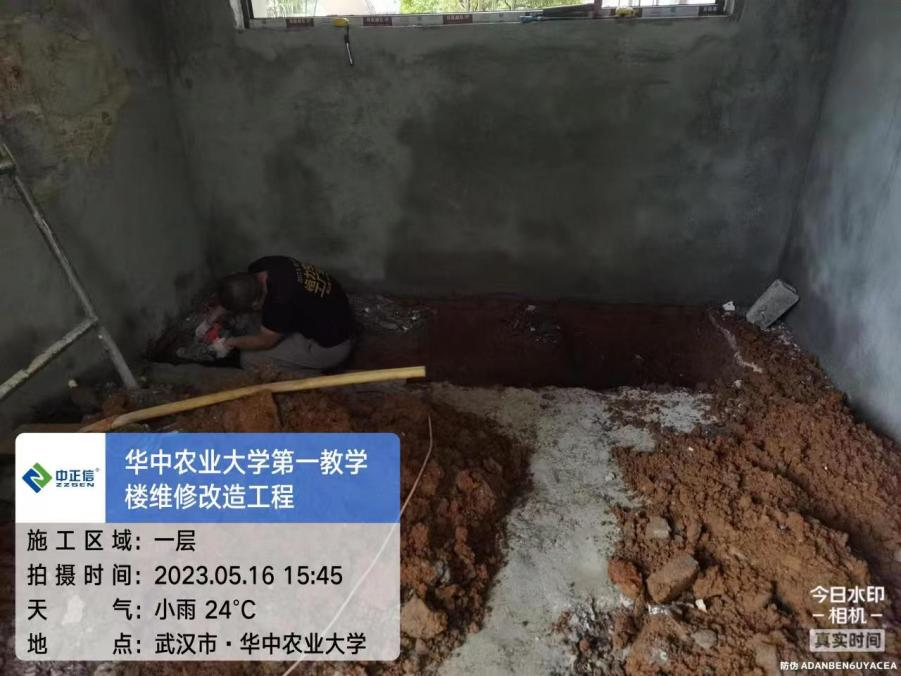 中正信®
ZZSEN
华中农业大学第一教学
楼维修改造工程
施工区域：一层
拍摄时间：2023.05.16 15:45
天气：小雨 24℃
地点：武汉市·华中农业大学
今日水印
相机
真实时间
防伪 ADANBEN6UYACEA